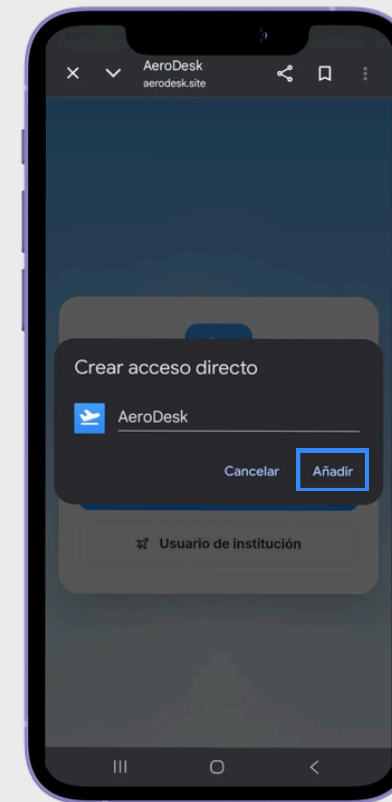 AeroDesk
aerodesk.site
Crear acceso directo
AeroDesk
Cancelar Añadir
Usuario de institución